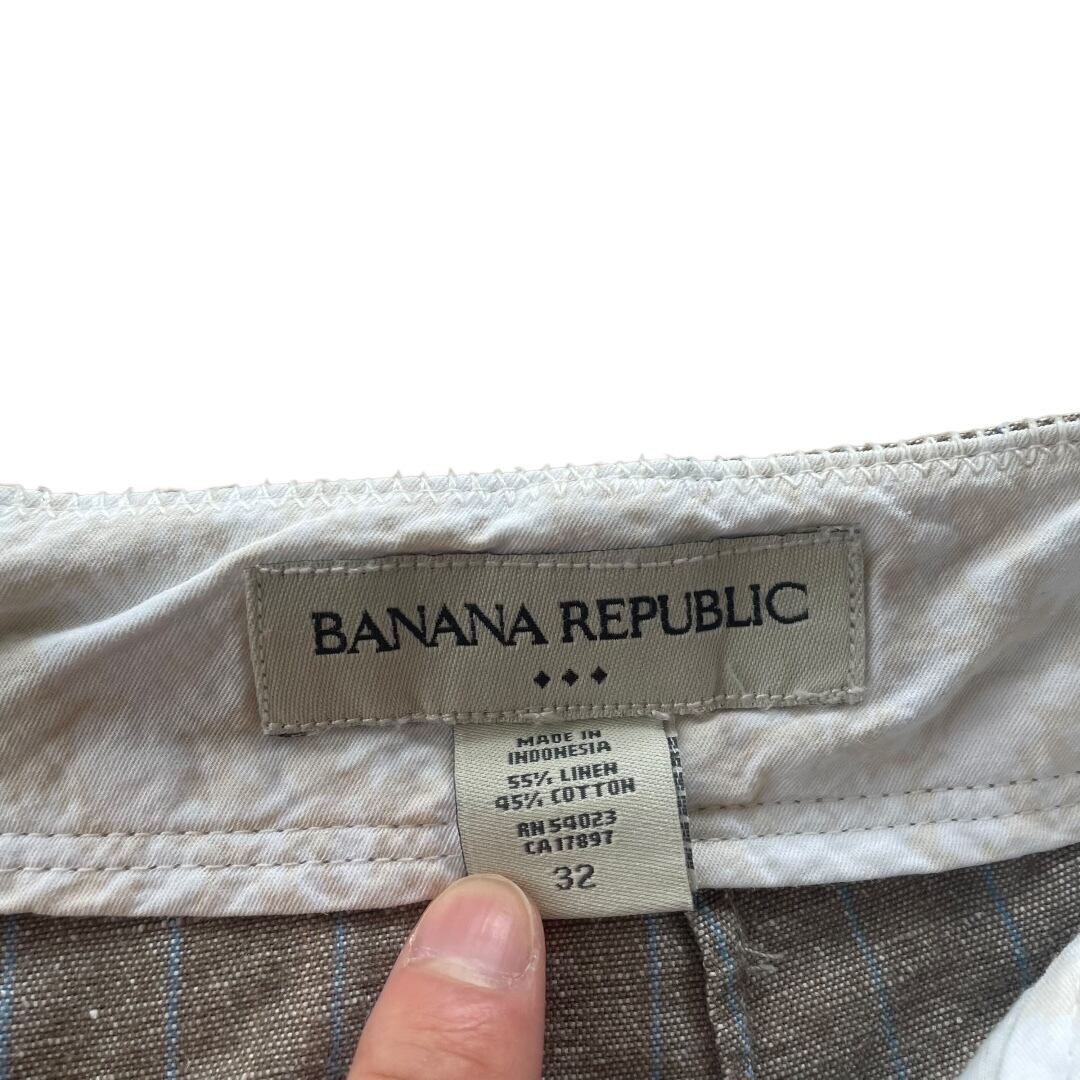 BANANA REPUBLIC
MADE IN
INDONESIA
55% LINEN
45% COTTON
RN 54023
CA17897
32